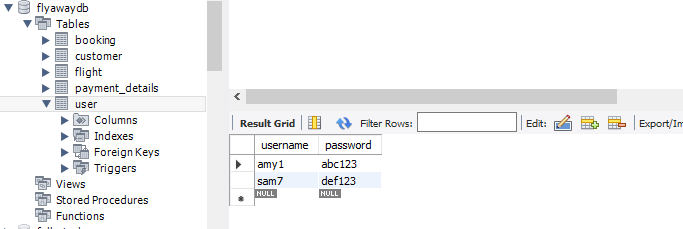 flyawaydb
Tables
booking
customer
flight
payment_details
user
Columns
Indexes
Foreign Keys
Triggers
Views
Stored Procedures
Functions
Result Grid Filter Rows: Edit: Export/Im
username password
amy1 abc123
sam7 def123
NULL NULL